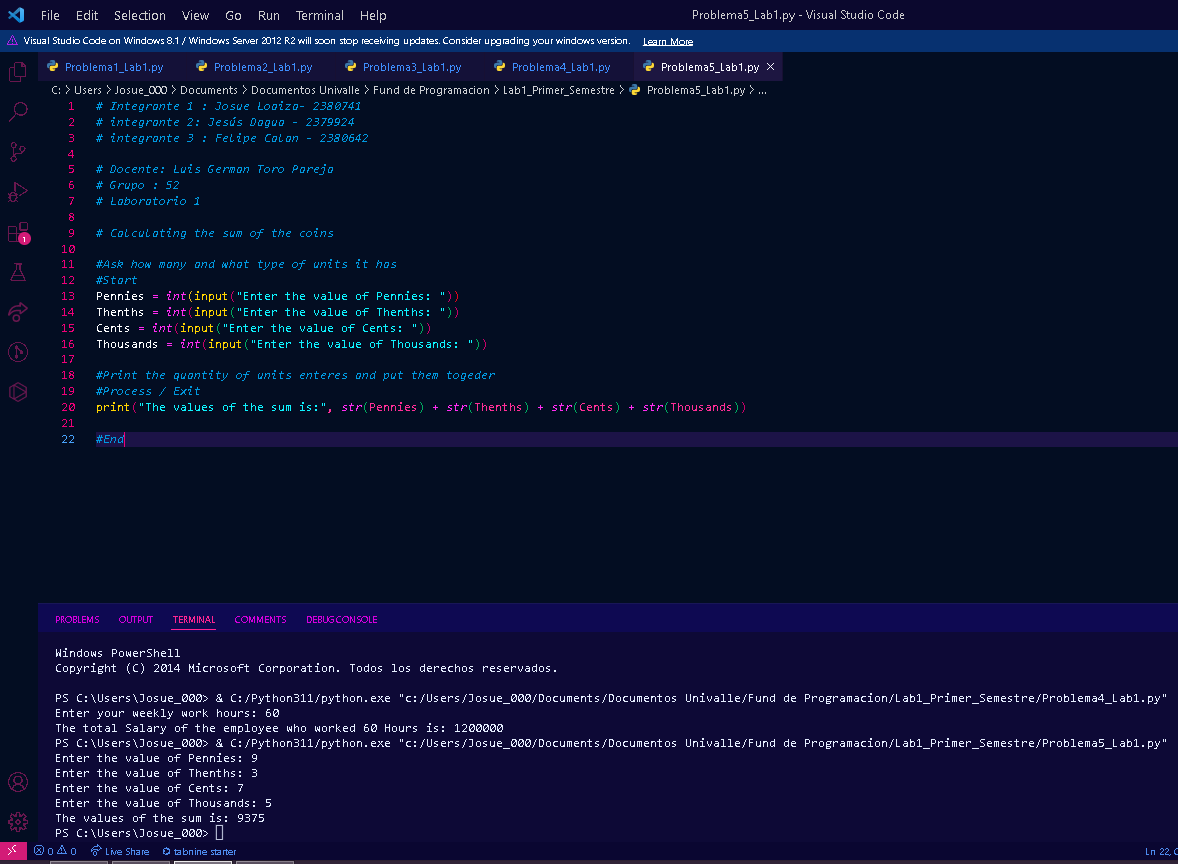 File Edit Selection View Go Run Terminal Help Problema5_Lab1.py - Visual Studio Code
Visual Studio Code on Windows 8.1 / Windows Server 2012 R2 will soon stop receiving updates. Consider upgrading your windows version. Learn More
Problema1_Lab1.py Problema2_Lab1.py Problema3_Lab1.py Problema4_Lab1.py Problema5_Lab1.py
C: > Users > Josue_000 > Documents > Documentos Univalle > Fund de Programacion > Lab1_Primer_Semestre > Problema5_Lab1.py > ...
1 # Integrante 1 : Josue Loaiza- 2380741
2 # integrante 2: Jesús Dagua - 2379924
3 # integrante 3 : Felipe Calan - 2380642
4
5 # Docente: Luis German Toro Pareja
6 # Grupo : 52
7 # Laboratorio 1
8
9 # Calculating the sum of the coins
10
11 #Ask how many and what type of units it has
12 #Start
13 Pennies = int(input("Enter the value of Pennies: "))
14 Thenths = int(input("Enter the value of Thenths: "))
15 Cents = int(input("Enter the value of Cents: "))
16 Thousands = int(input("Enter the value of Thousands: "))
17
18 #Print the quantity of units enteres and put them togeder
19 #Process / Exit
20 print("The values of the sum is:", str(Pennies) + str(Thenths) + str(Cents) + str(Thousands))
21
22 #End
1
PROBLEMS OUTPUT TERMINAL COMMENTS DEBUG CONSOLE
Windows PowerShell
Copyright (C) 2014 Microsoft Corporation. Todos los derechos reservados.
PS C:\Users\Josue_000> & C:/Python311/python.exe "c:/Users/Josue_000/Documents/Documentos Univalle/Fund de Programacion/Lab1_Primer_Semestre/Problema4_Lab1.py"
Enter your weekly work hours: 60
The total Salary of the employee who worked 60 Hours is: 1200000
PS C:\Users\Josue_000> & C:/Python311/python.exe "c:/Users/Josue_000/Documents/Documentos Univalle/Fund de Programacion/Lab1_Primer_Semestre/Problema5_Lab1.py"
Enter the value of Pennies: 9
Enter the value of Thenths: 3
Enter the value of Cents: 7
Enter the value of Thousands: 5
The values of the sum is: 9375
PS C:\Users\Josue_000>
0 0 Live Share tabnine starter Ln 22,